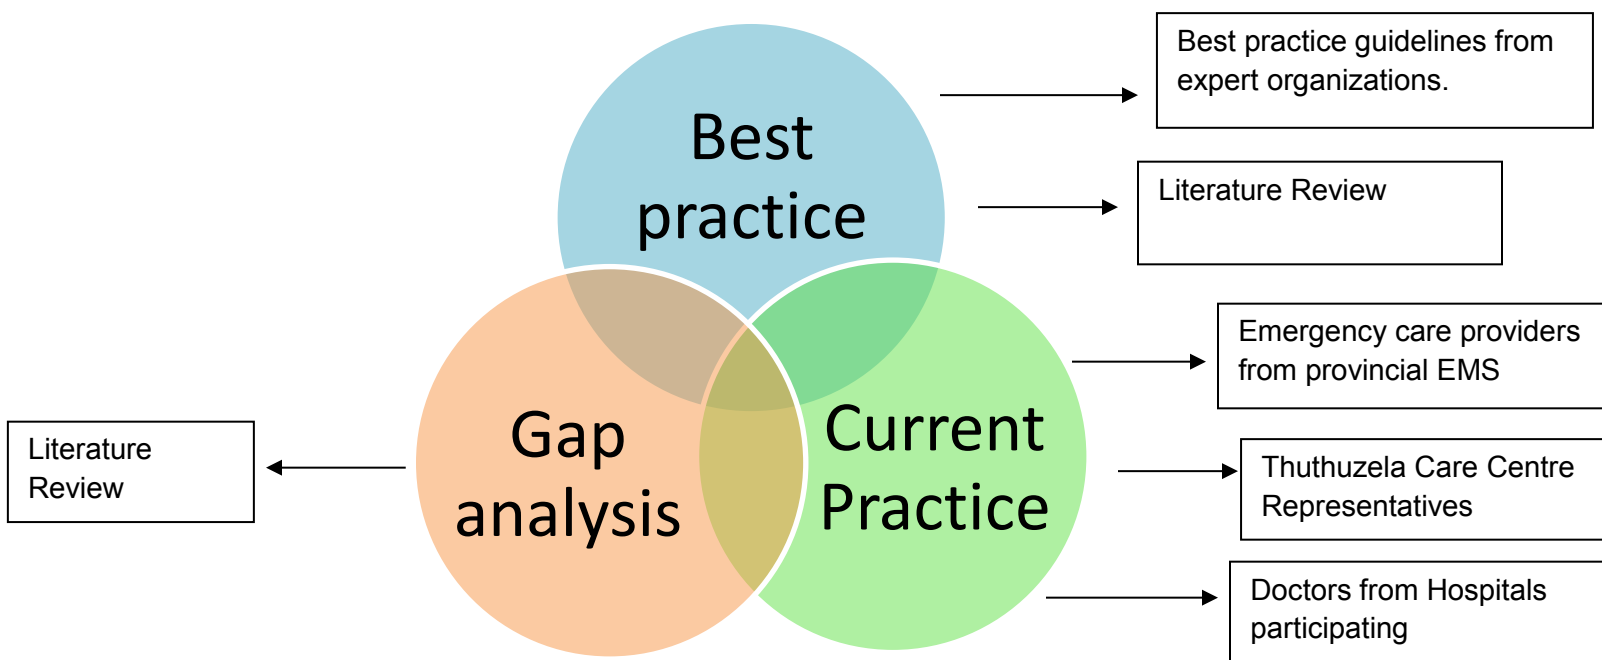 Best practice guidelines from
expert organizations.
Best
practice
Literature Review
Emergency care providers
from provincial EMS
Gap
analysis
Current
Practice
Literature
Review
Thuthuzela Care Centre
Representatives
Doctors from Hospitals
participating